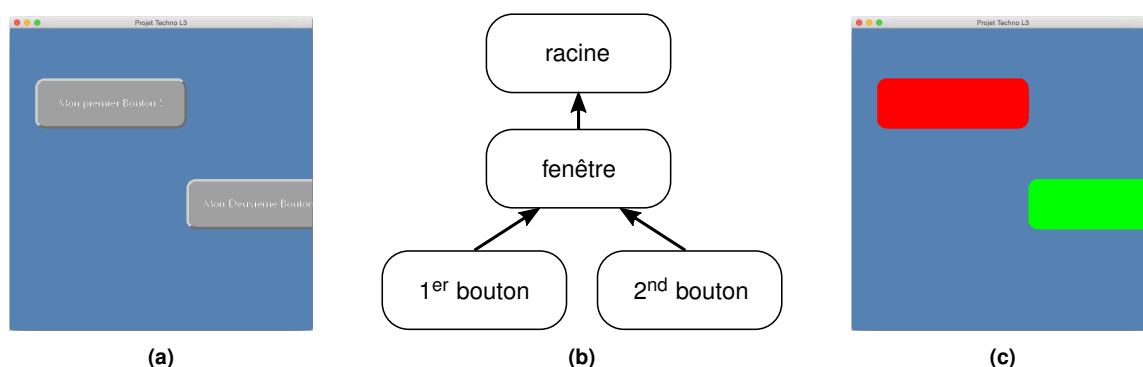 Projet Techno L3
Mon premier Bouton !
Mon Deuxieme Bouton
(a)
racine
fenêtre
1er bouton
2nd bouton
(b)
Projet Techno L3
(c)